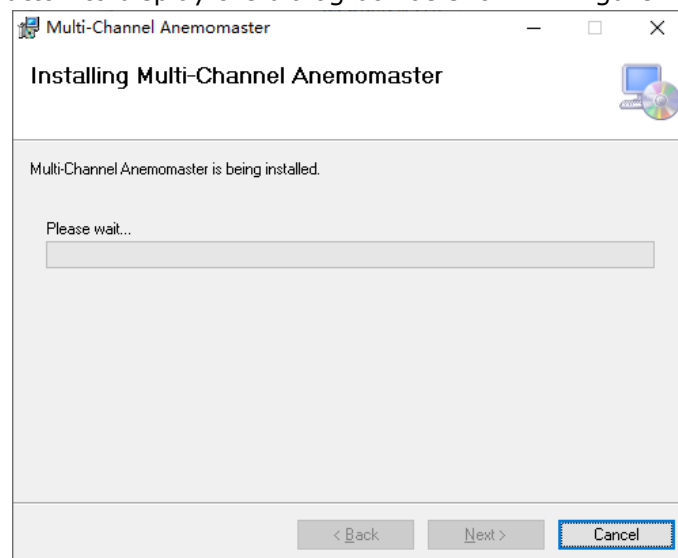 Multi-Channel Anemomaster
Installing Multi-Channel Anemomaster
Multi-Channel Anemomaster is being installed.
Please wait...
< Back Next > Cancel